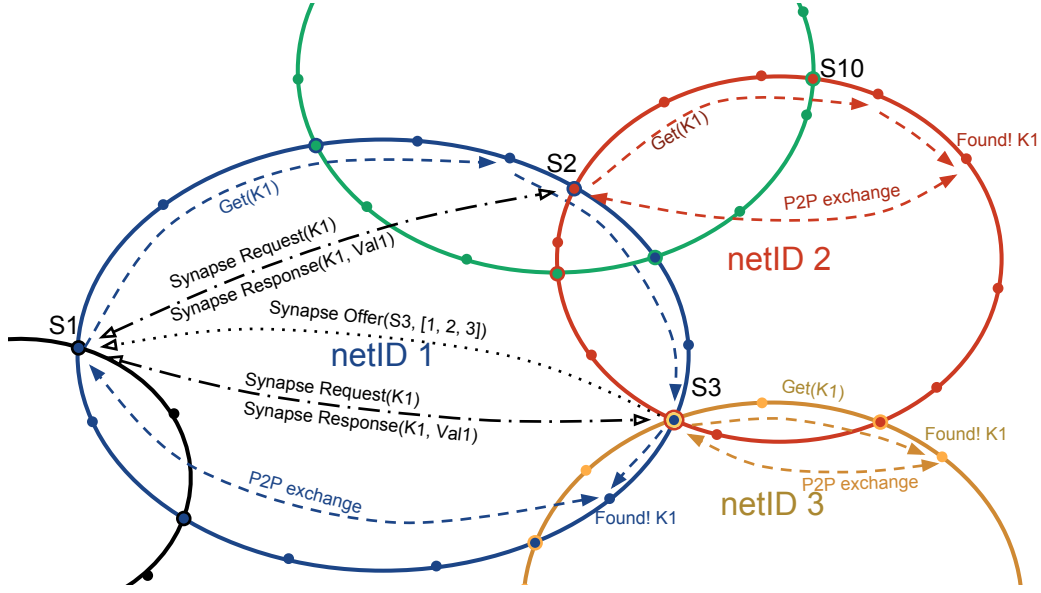 S10
Get(K1)
Found! K1
S2
P2P exchange
Get(K1)
netID 2
Synapse Request(K1)
Synapse Response(K1, Val1)
S1
Synapse Offer(S3, [1, 2, 3])
netID 1
Synapse Request(K1)
Synapse Response(K1, Val1)
S3
Get(K1)
Found! K1
P2P exchange
P2P exchange
netID 3
Found! K1